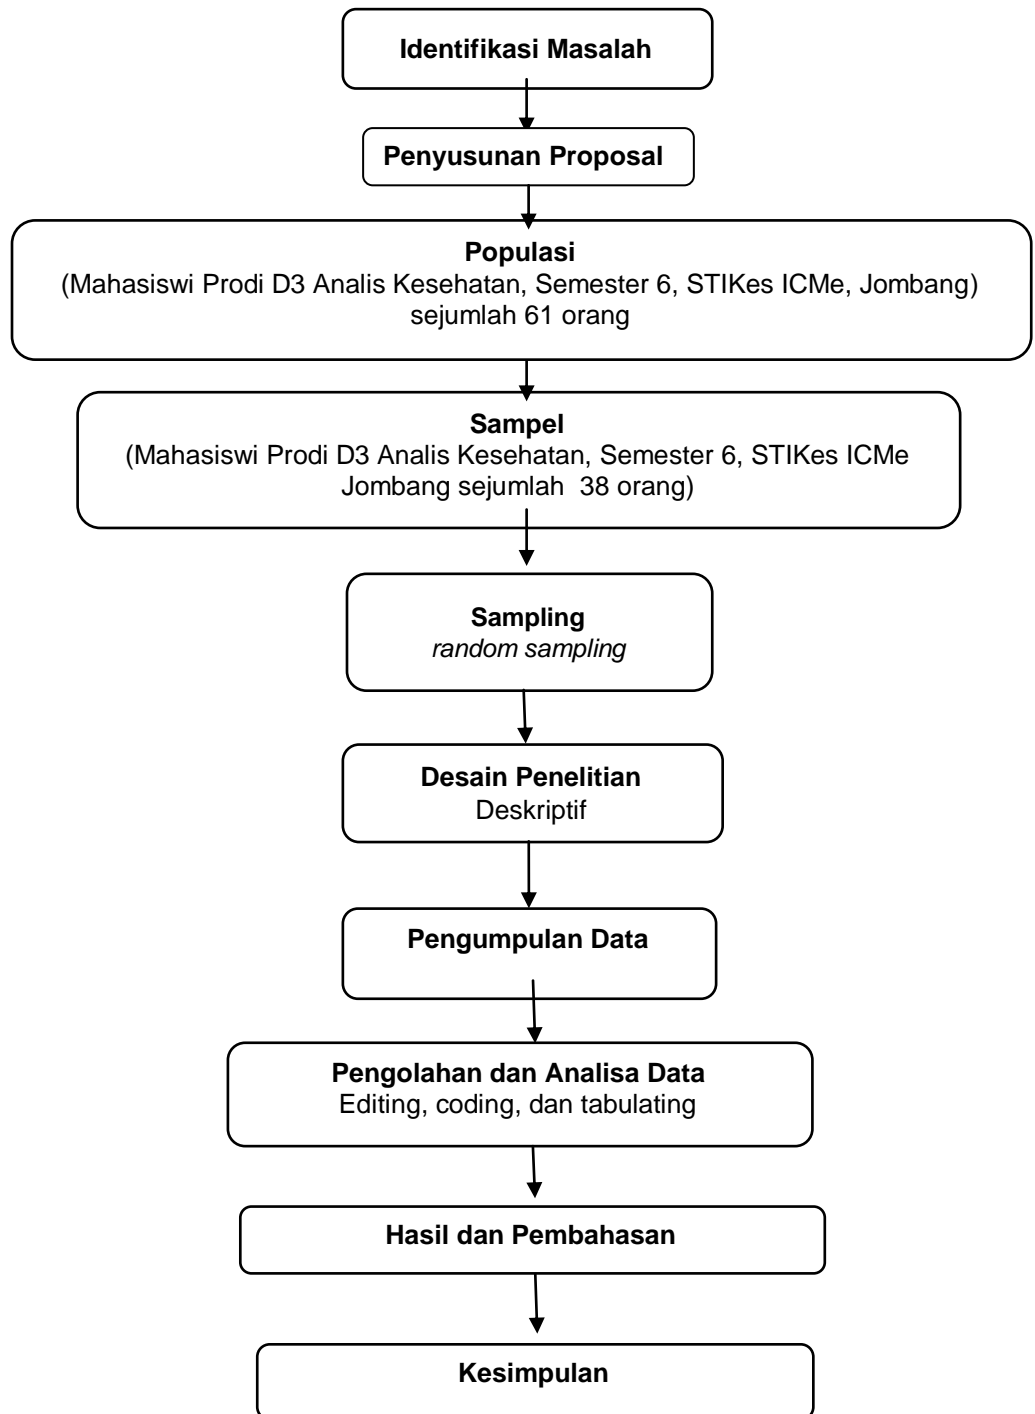 Identifikasi Masalah
Penyusunan Proposal
Populasi
(Mahasiswi Prodi D3 Analis Kesehatan, Semester 6, STIKes ICMe, Jombang)
sejumlah 61 orang
Sampel
(Mahasiswi Prodi D3 Analis Kesehatan, Semester 6, STIKes ICMe
Jombang sejumlah  38 orang)
Sampling
random sampling
Desain Penelitian
Deskriptif
Pengumpulan Data
Pengolahan dan Analisa Data
Editing, coding, dan tabulating
Hasil dan Pembahasan
Kesimpulan